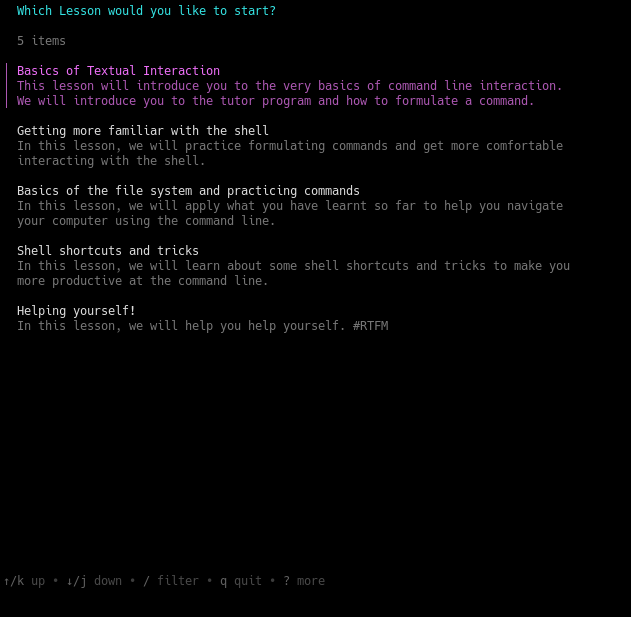 Which Lesson would you like to start?
5 items
Basics of Textual Interaction
This lesson will introduce you to the very basics of command line interaction.
We will introduce you to the tutor program and how to formulate a command.
Getting more familiar with the shell
In this lesson, we will practice formulating commands and get more comfortable
interacting with the shell.
Basics of the file system and practicing commands
In this lesson, we will apply what you have learnt so far to help you navigate
your computer using the command line.
Shell shortcuts and tricks
In this lesson, we will learn about some shell shortcuts and tricks to make you
more productive at the command line.
Helping yourself!
In this lesson, we will help you help yourself. #RTFM
↑/k up • ↓/j down • / filter • q quit • ? more